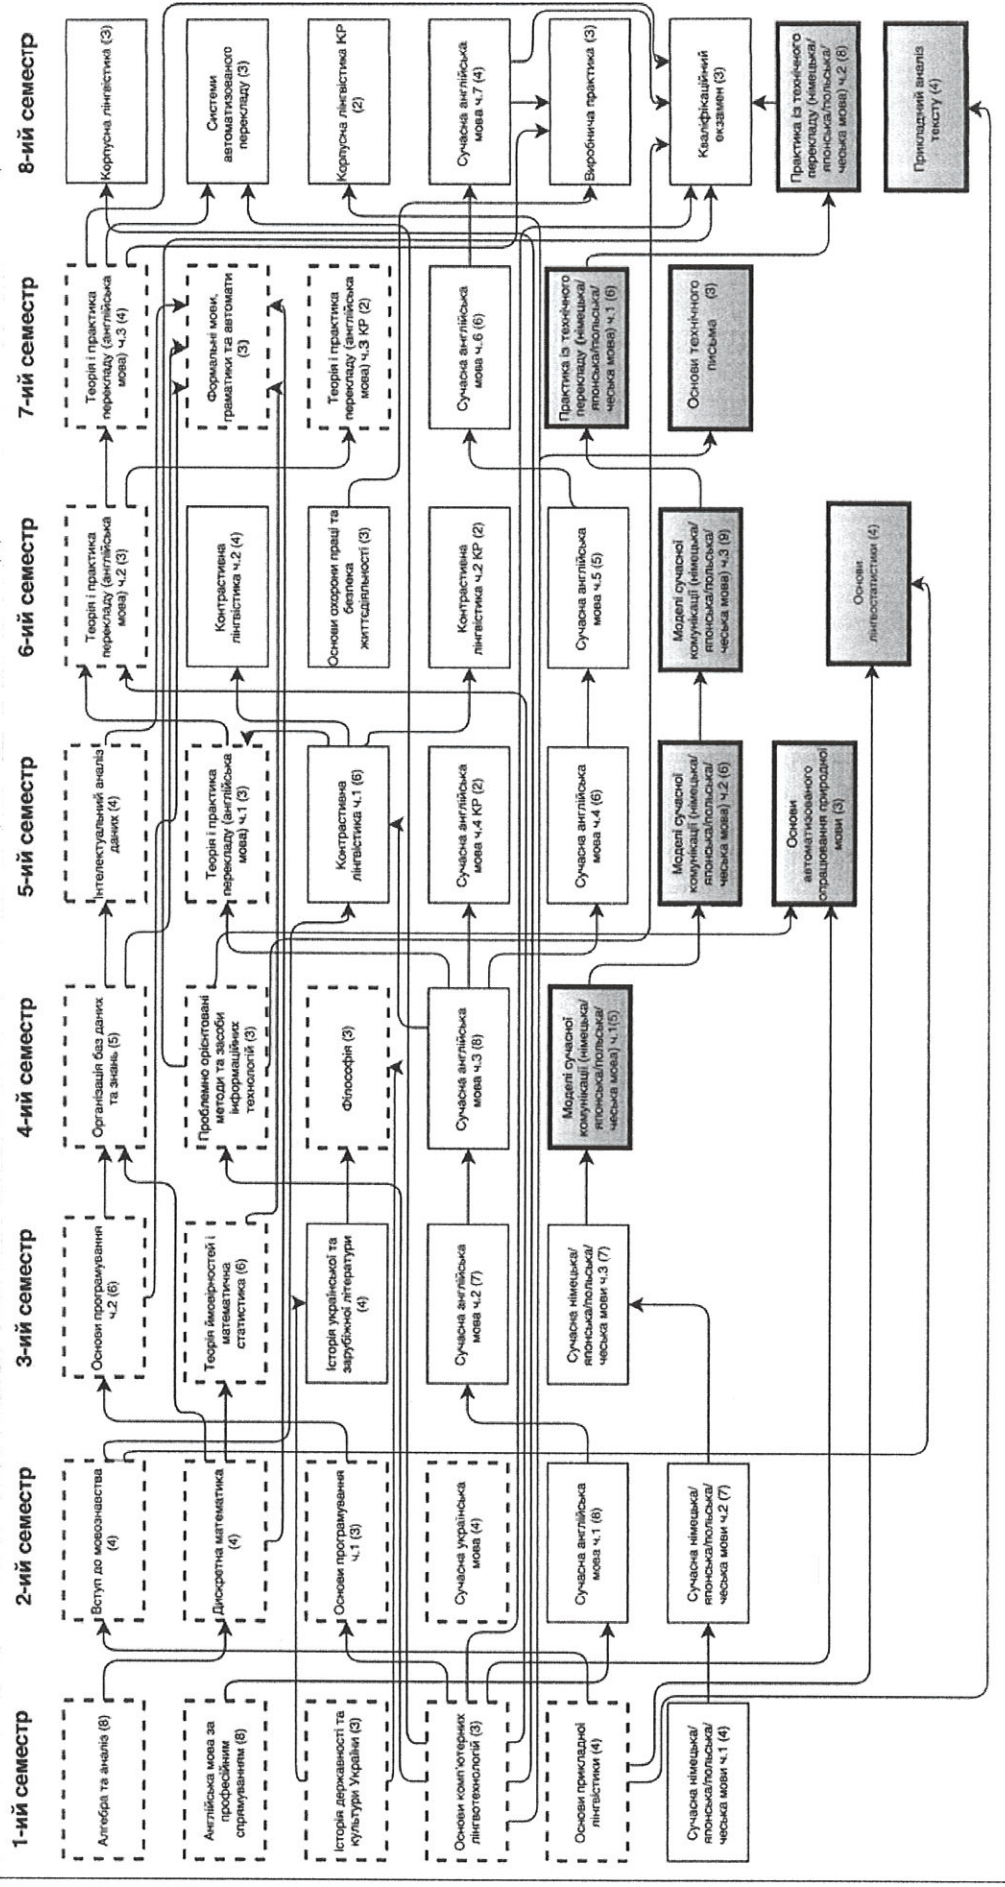 1-ий семестр
Алгебра та аналіз (8)
Англійська мова за
професійним
спрямуванням (8)
Історія державності та
культури України (3)
Основи комп'ютерних
лінгвотехнологій (3)
Основи прикладної
лінгвістики (4)
Сучасна німецька/
японська/польська/
чеська мови ч.1 (4)
2-ий семестр
Вступ до мовознавства
(4)
Дискретна математика
(4)
Основи програмування
ч.1 (3)
Сучасна українська
мова (4)
Сучасна англійська
мова ч.1 (8)
Сучасна німецька/
японська/польська/
чеська мови ч.2 (7)
3-ий семестр
Основи програмування
ч.2 (6)
Теорія ймовірностей і
математична
статистика (6)
Історія української та
зарубіжної літератури
(4)
Сучасна англійська
мова ч.2 (7)
Сучасна німецька/
японська/польська/
чеська мови ч.3 (7)
4-ий семестр
Організація баз даних
та знань (5)
Проблемно орієнтовані
методи та засоби
інформаційних
технологій (3)
Філософія (3)
Сучасна англійська
мова ч.3 (8)
Моделі сучасної
комунікації (німецька/
японська/польська/
чеська мова) ч.1(5)
5-ий семестр
Інтелектуальний аналіз
даних (4)
Теорія і практика
перекладу (англійська
мова) ч.1 (3)
Контрастивна
лінгвістика ч.1 (6)
Сучасна англійська
мова ч.4 КР (2)
Сучасна англійська
мова ч.4 (6)
Моделі сучасної
комунікації (німецька/
японська/польська/
чеська мова) ч.2 (6)
Основи
автоматизованого
опрацювання природної
мови (3)
6-ий семестр
Теорія і практика
перекладу (англійська
мова) ч.2 (3)
Контрастивна
лінгвістика ч.2 (4)
Основи охорони праці та
безпека
життєдіяльності (3)
Контрастивна
лінгвістика ч.2 КР (2)
Сучасна англійська
мова ч.5 (5)
Моделі сучасної
комунікації (німецька/
японська/польська/
чеська мова) ч.3 (9)
Основи
лінгвостатистики (4)
7-ий семестр
Теорія і практика
перекладу (англійська
мова) ч.3 (4)
Формальні мови,
граматики та автомати
(3)
Теорія і практика
перекладу (англійська
мова) ч.3 КР (2)
Сучасна англійська
мова ч.6 (6)
Практика із технічного
перекладу (німецька/
японська/польська/
чеська мова) ч.1 (6)
Основи технічного
письма (3)
8-ий семестр
Корпусна лінгвістика (3)
Системи
автоматизованого
перекладу (3)
Корпусна лінгвістика КР
(2)
Сучасна англійська
мова ч.7 (4)
Виробнича практика (3)
Кваліфікаційний
екзамен (3)
Практика із технічного
перекладу (німецька/
японська/польська/
чеська мова) ч.2 (8)
Прикладний аналіз
тексту (4)